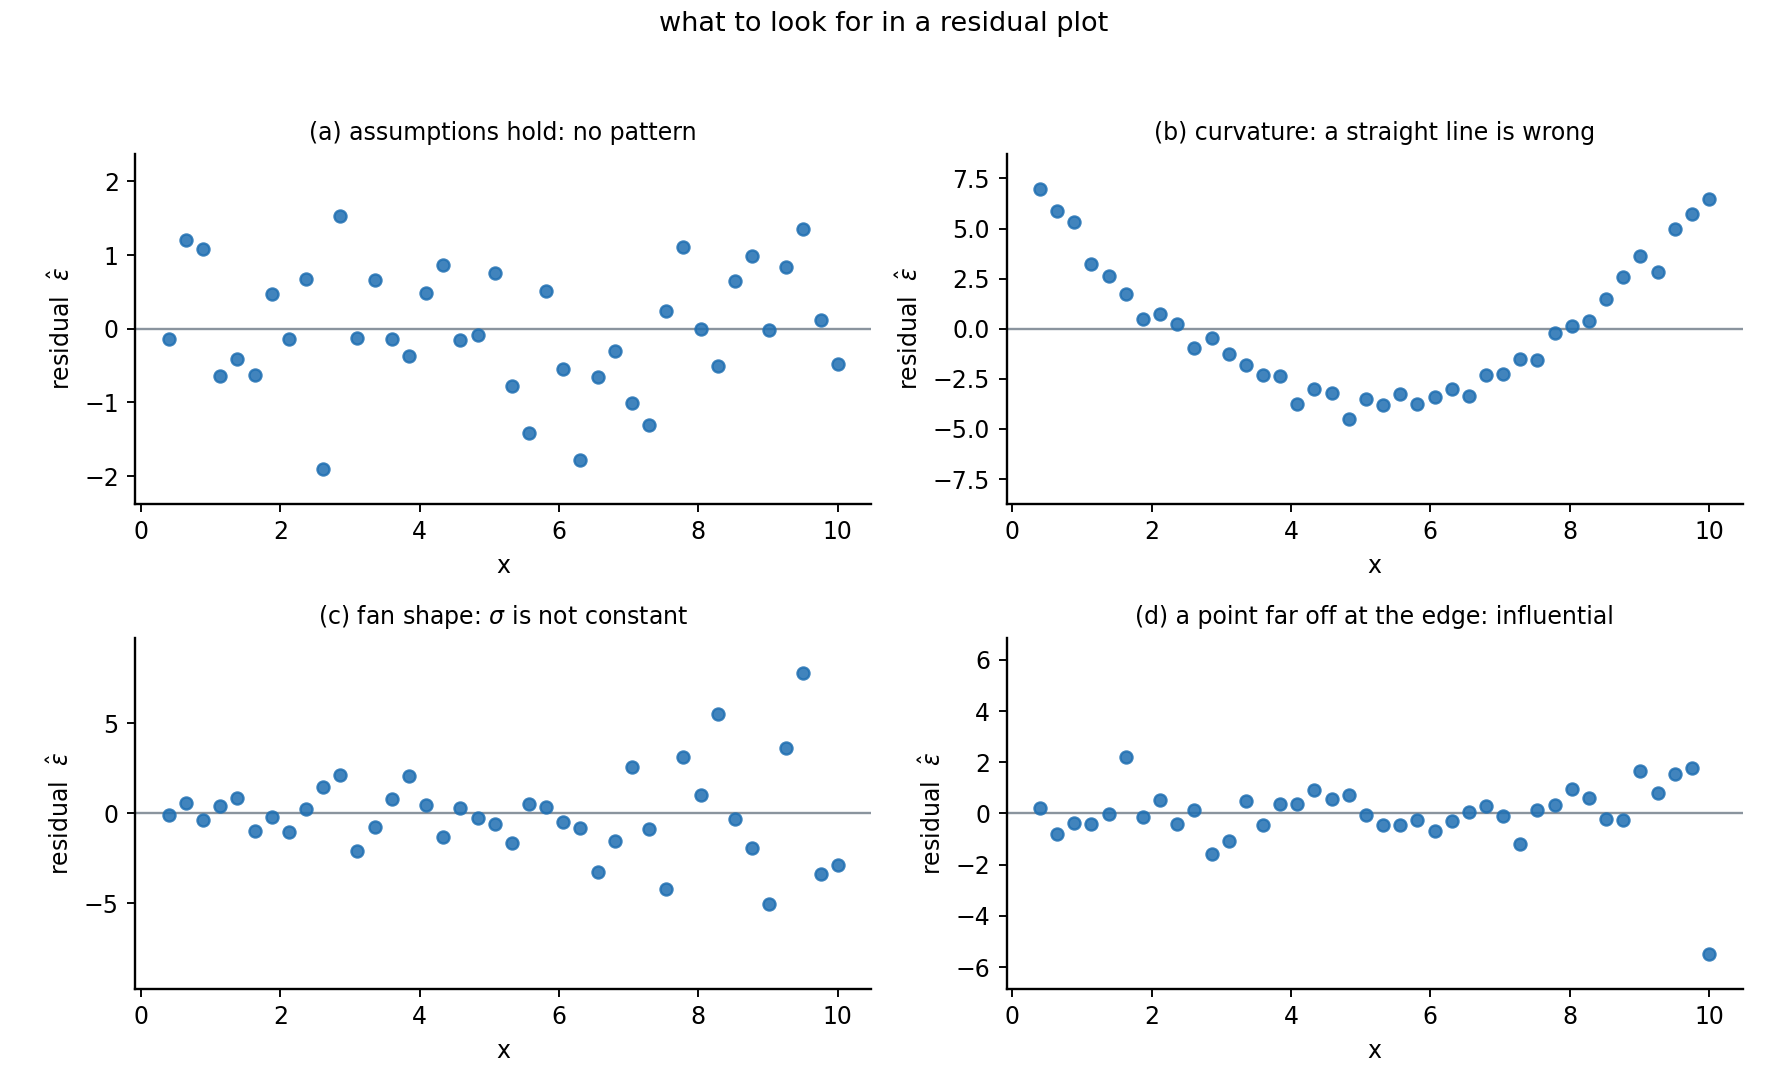 what to look for in a residual plot
(a) assumptions hold: no pattern
2
1
0
−1
−2
residual ε̂
0 2 4 6 8 10
x
(b) curvature: a straight line is wrong
7.5
5.0
2.5
0.0
−2.5
−5.0
−7.5
residual ε̂
0 2 4 6 8 10
x
(c) fan shape: σ is not constant
5
0
−5
residual ε̂
0 2 4 6 8 10
x
(d) a point far off at the edge: influential
6
4
2
0
−2
−4
−6
residual ε̂
0 2 4 6 8 10
x